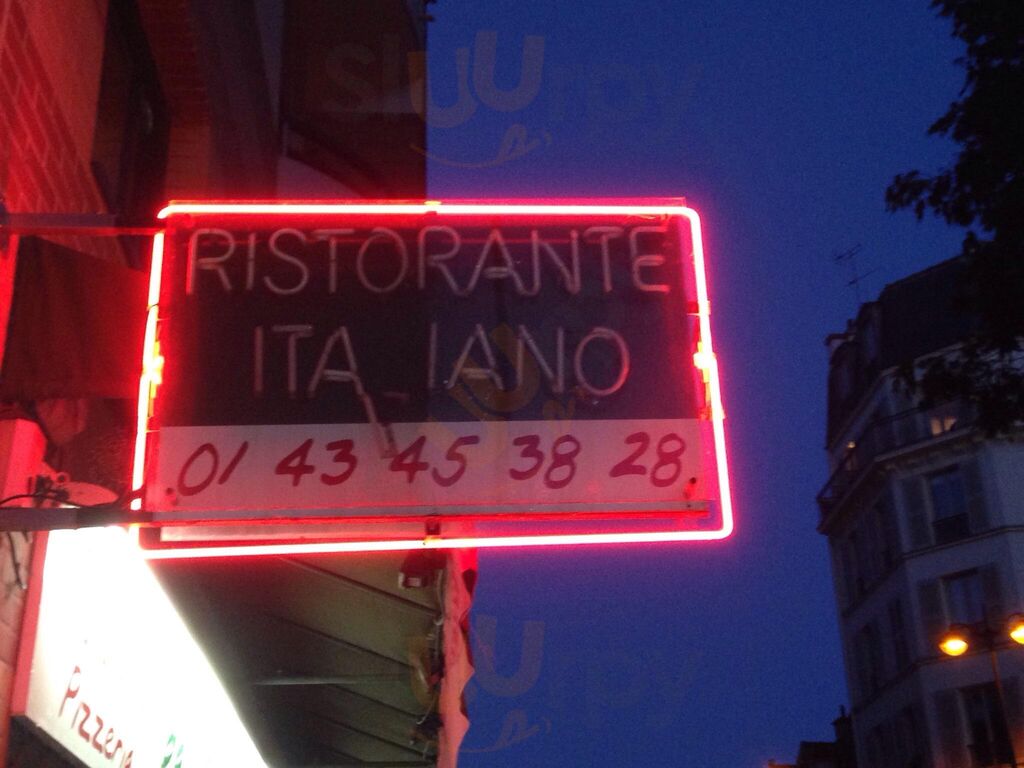 RISTORANTE
ITA IANO
01 43 45 38 28
Pizzeria